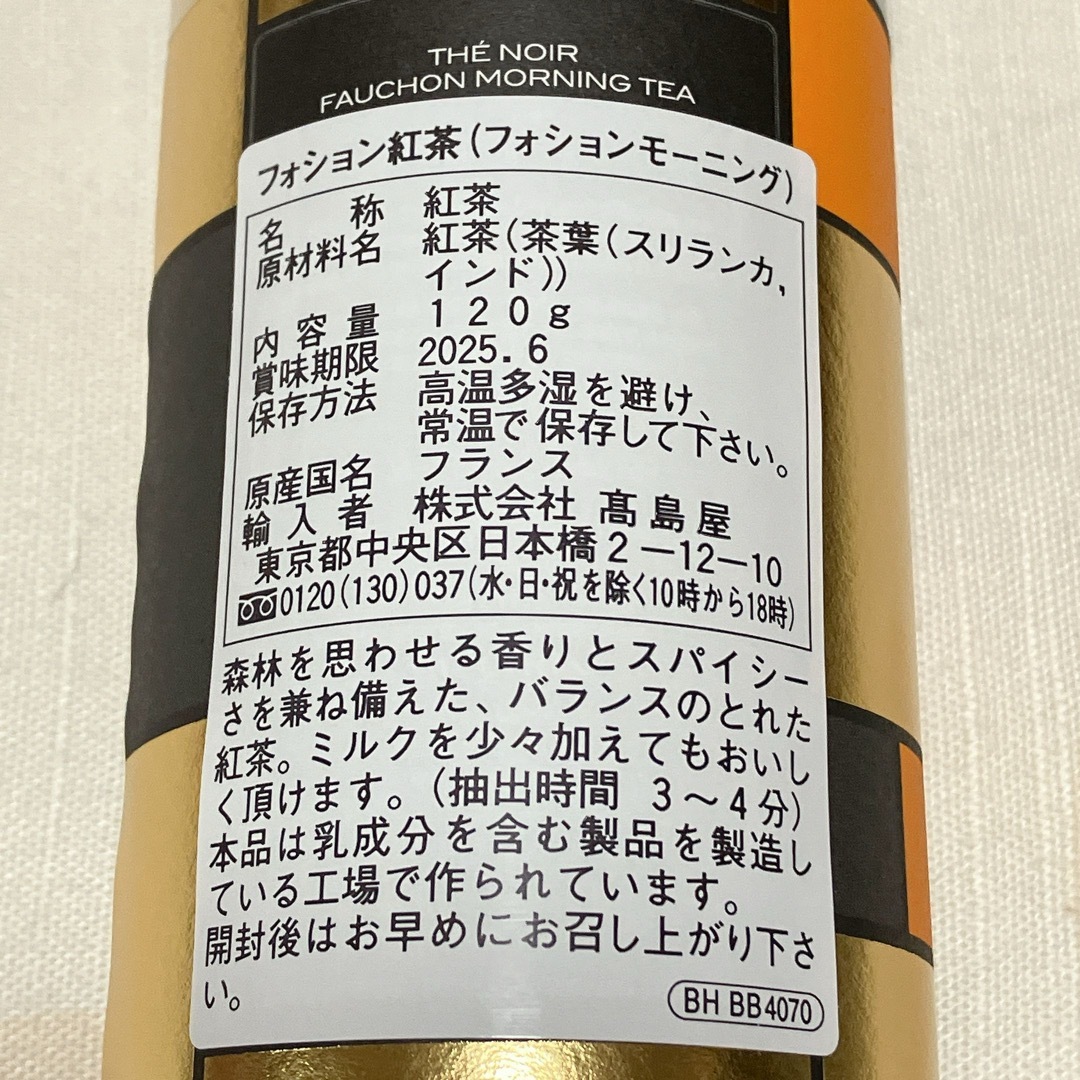 THÉ NOIR
FAUCHON MORNING TEA
フォション紅茶(フォションモーニング)
名称 紅茶
原材料名 紅茶(茶葉(スリランカ,
インド))
内容量 120g
賞味期限 2025.6
保存方法 高温多湿を避け、
常温で保存して下さい。
原産国名 フランス
輸入者 株式会社 髙島屋
東京都中央区日本橋2ー12ー10
0120(130)037(水・日・祝を除く10時から18時)
森林を思わせる香りとスパイシー
さを兼ね備えた、バランスのとれた
紅茶。ミルクを少々加えてもおいし
く頂けます。(抽出時間 3〜4分)
本品は乳成分を含む製品を製造し
ている工場で作られています。
開封後はお早めにお召し上がり下さ
い。
BH BB4070